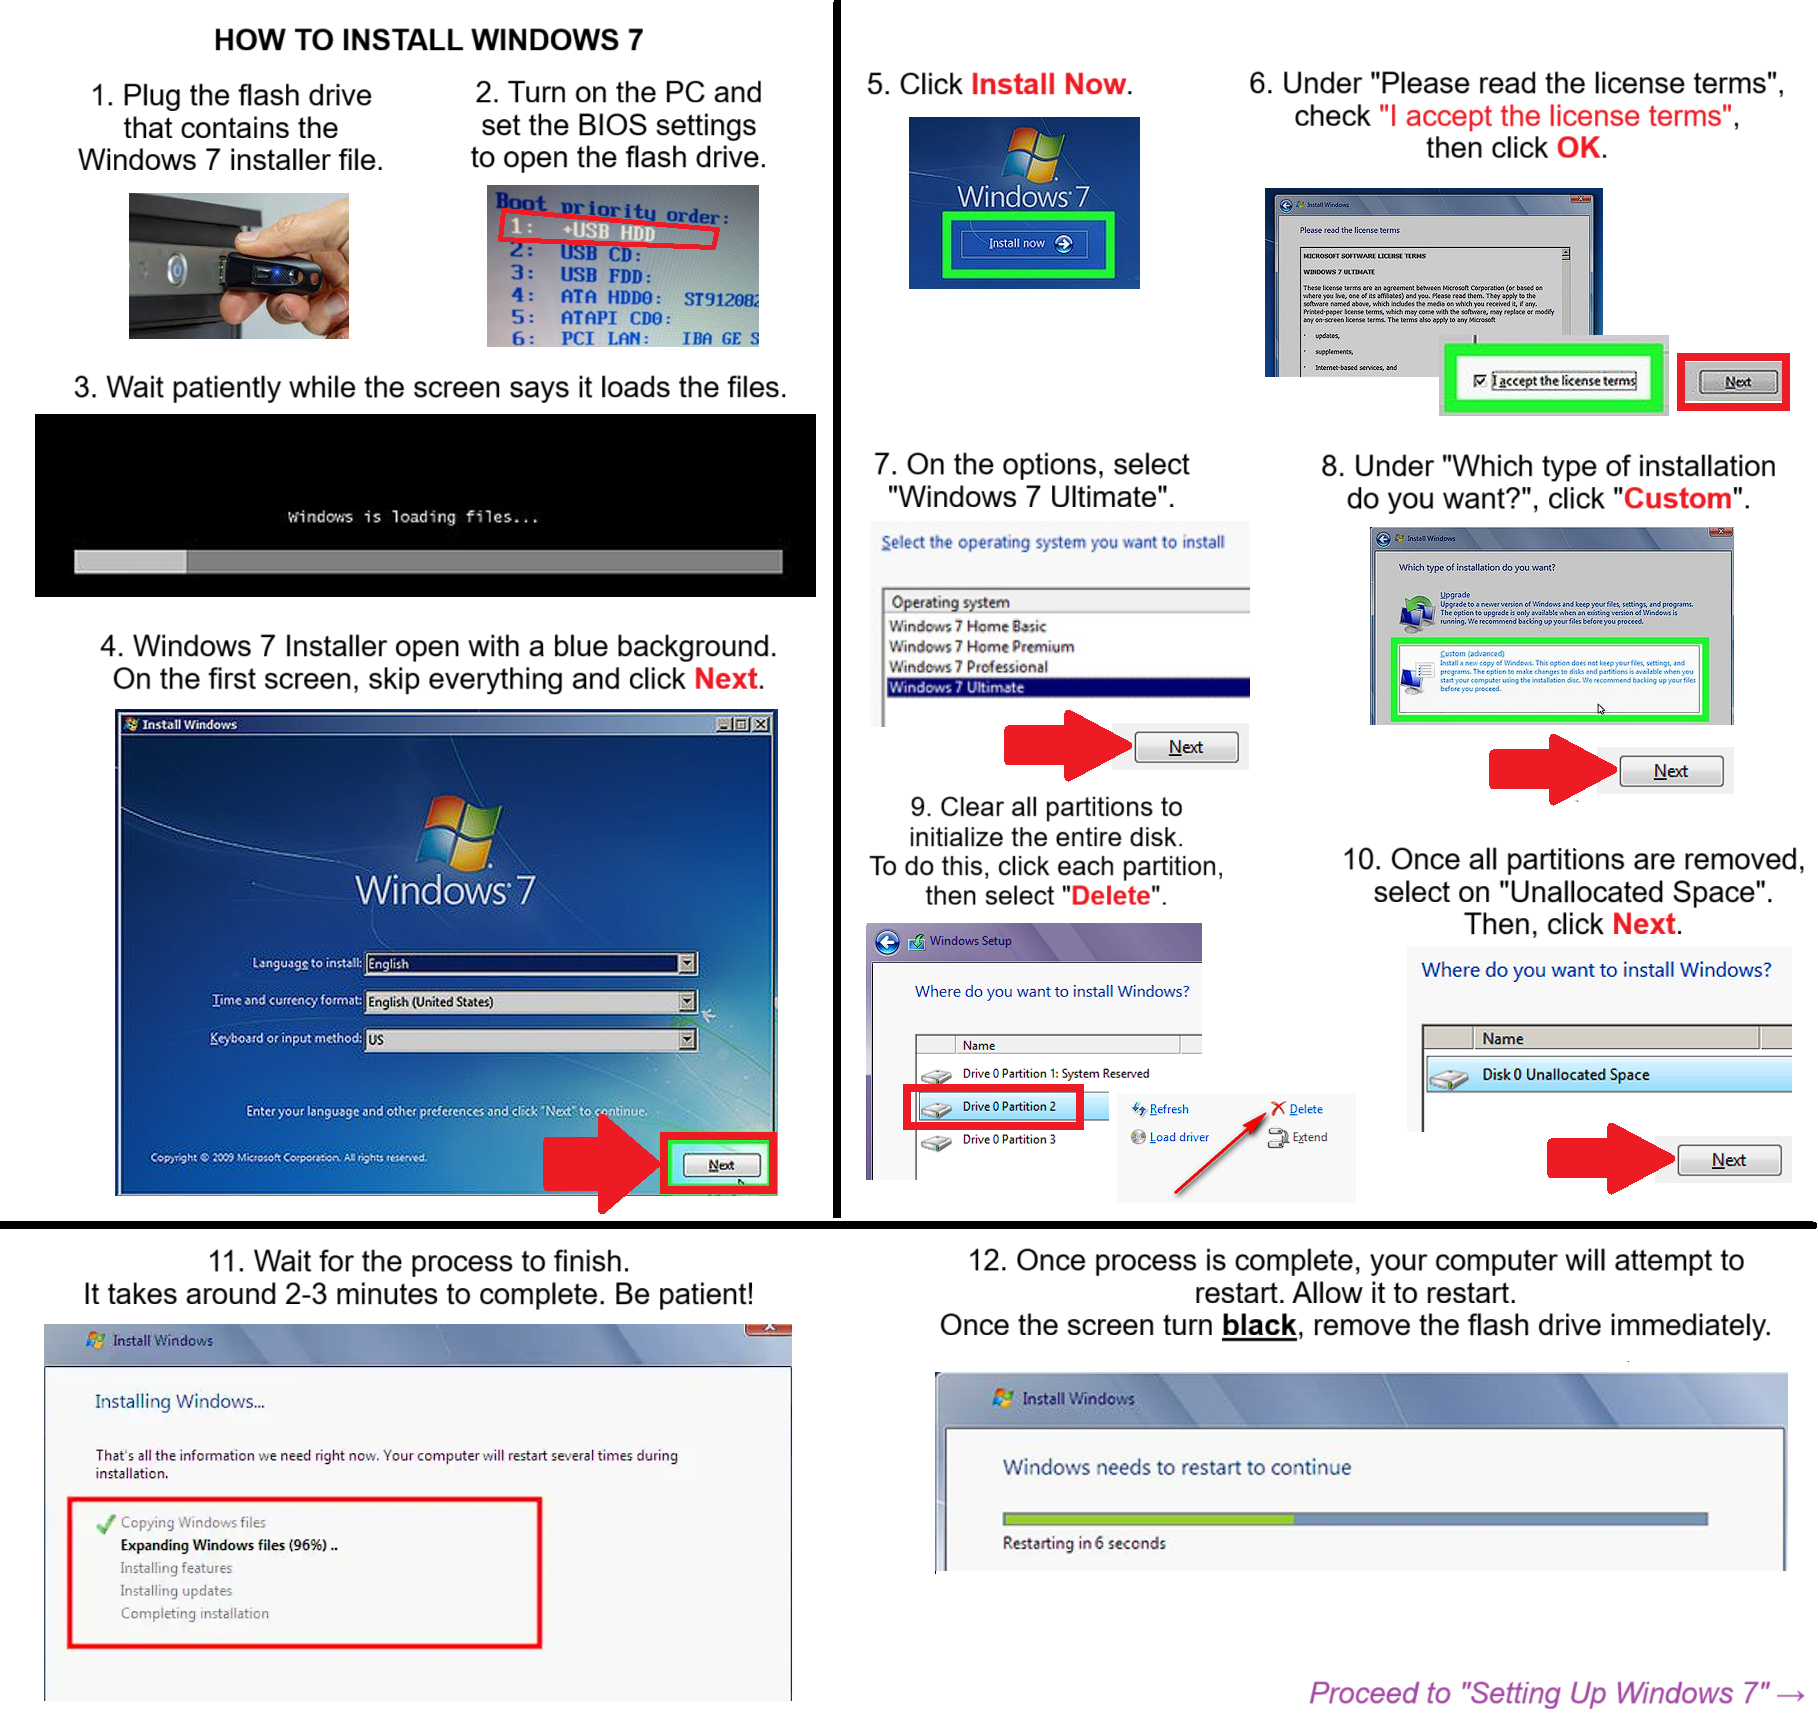 HOW TO INSTALL WINDOWS 7
1. Plug the flash drive
that contains the
Windows 7 installer file.
2. Turn on the PC and
set the BIOS settings
to open the flash drive.
Boot priority order:
1: +USB HDD
2: USB CD:
3: USB FDD:
4: ATA HDD0: ST912082
5: ATAPI CD0:
6: PCI LAN: IBA GE S
3. Wait patiently while the screen says it loads the files.
Windows is loading files...
4. Windows 7 Installer open with a blue background.
On the first screen, skip everything and click Next.
Install Windows
Windows 7
Language to install: English
Time and currency format: English (United States)
Keyboard or input method: US
Enter your language and other preferences and click "Next" to continue.
Copyright © 2009 Microsoft Corporation. All rights reserved.
Next
5. Click Install Now.
Windows 7
Install now
6. Under "Please read the license terms",
check "I accept the license terms",
then click OK.
Install Windows
Please read the license terms
MICROSOFT SOFTWARE LICENSE TERMS
WINDOWS 7 ULTIMATE
These license terms are an agreement between Microsoft Corporation (or based on
where you live, one of its affiliates) and you. Please read them. They apply to the
software named above, which includes the media on which you received it, if any.
Printed-paper license terms, which may come with the software, may replace or modify
any on-screen license terms. The terms also apply to any Microsoft
· updates,
· supplements,
· Internet-based services, and
I accept the license terms
Next
7. On the options, select
"Windows 7 Ultimate".
Select the operating system you want to install
Operating system
Windows 7 Home Basic
Windows 7 Home Premium
Windows 7 Professional
Windows 7 Ultimate
Next
8. Under "Which type of installation
do you want?", click "Custom".
Install Windows
Which type of installation do you want?
Upgrade
Upgrade to a newer version of Windows and keep your files, settings, and programs.
The option to upgrade is only available when an existing version of Windows is
running. We recommend backing up your files before you proceed.
Custom (advanced)
Install a new copy of Windows. This option does not keep your files, settings, and
programs. The option to make changes to disks and partitions is available when you
start your computer using the installation disc. We recommend backing up your files
before you proceed.
Next
9. Clear all partitions to
initialize the entire disk.
To do this, click each partition,
then select "Delete".
Windows Setup
Where do you want to install Windows?
Name
Drive 0 Partition 1: System Reserved
Drive 0 Partition 2
Drive 0 Partition 3
Refresh
Delete
Load driver
Extend
10. Once all partitions are removed,
select on "Unallocated Space".
Then, click Next.
Where do you want to install Windows?
Name
Disk 0 Unallocated Space
Next
11. Wait for the process to finish.
It takes around 2-3 minutes to complete. Be patient!
Install Windows
Installing Windows...
That's all the information we need right now. Your computer will restart several times during
installation.
Copying Windows files
Expanding Windows files (96%) ..
Installing features
Installing updates
Completing installation
12. Once process is complete, your computer will attempt to
restart. Allow it to restart.
Once the screen turn black, remove the flash drive immediately.
Install Windows
Windows needs to restart to continue
Restarting in 6 seconds
Proceed to "Setting Up Windows 7" →